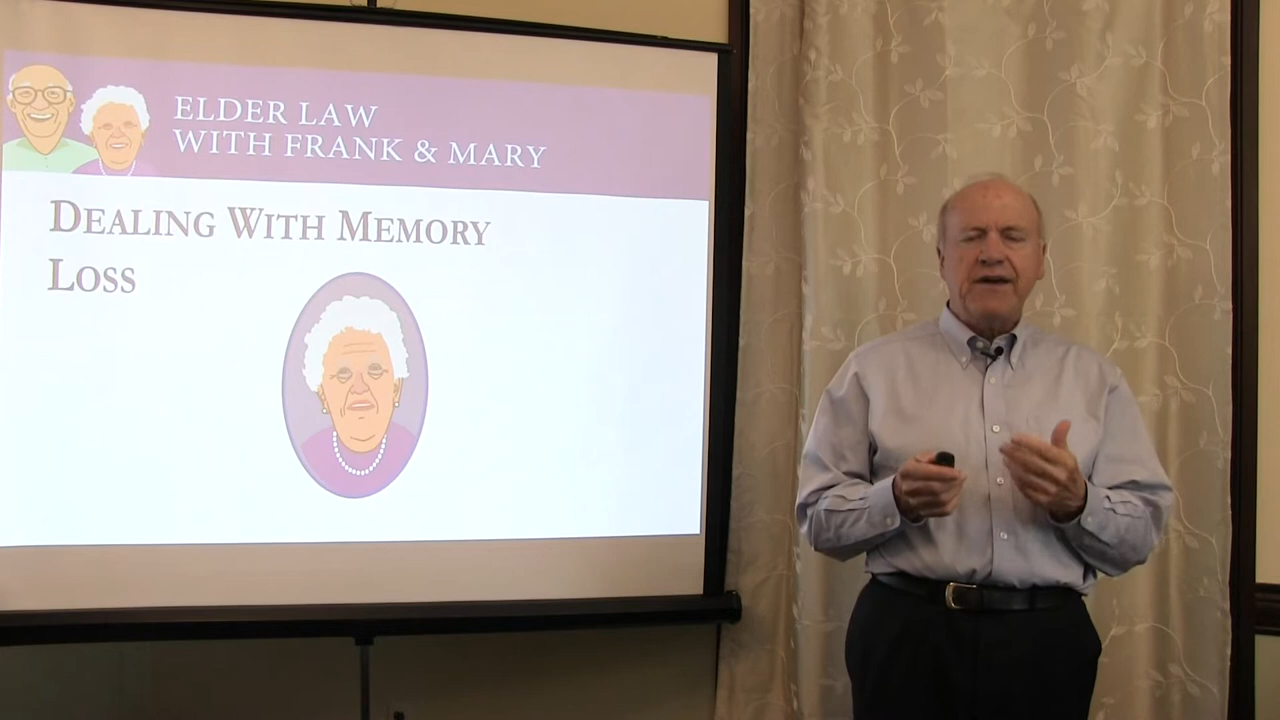 ELDER LAW
WITH FRANK & MARY
DEALING WITH MEMORY
LOSS